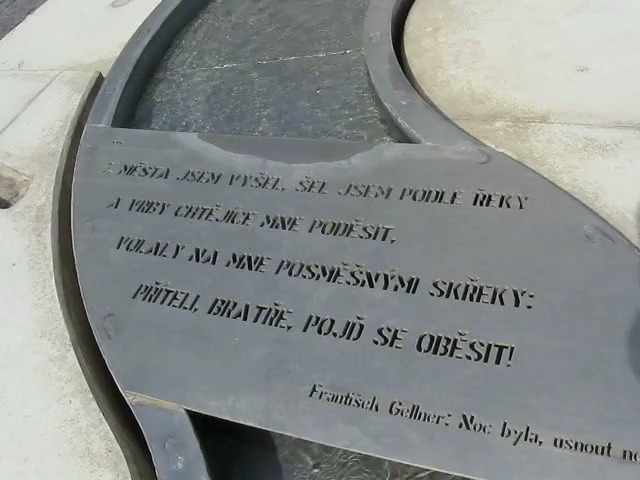 ...
Z MĚSTA JSEM VYŠEL, ŠEL JSEM PODLE ŘEKY
A VRBY CHTĚJÍCE MNE PODĚSIT,
VOLALY NA MNE POSMĚŠNÝMI SKŘEKY:
PŘÍTELI, BRATŘE, POJĎ SE OBĚSIT!
František Gellner: Noc byla, usnout ne